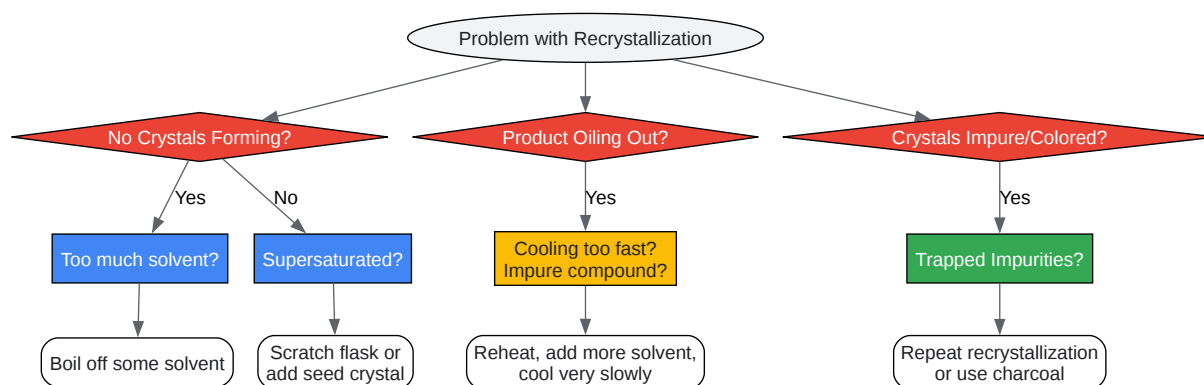 Problem with Recrystallization
No Crystals Forming?
Product Oiling Out?
Crystals Impure/Colored?
Yes
No
Yes
Yes
Too much solvent?
Supersaturated?
Cooling too fast?
Impure compound?
Trapped Impurities?
Boil off some solvent
Scratch flask or
add seed crystal
Reheat, add more solvent,
cool very slowly
Repeat recrystallization
or use charcoal